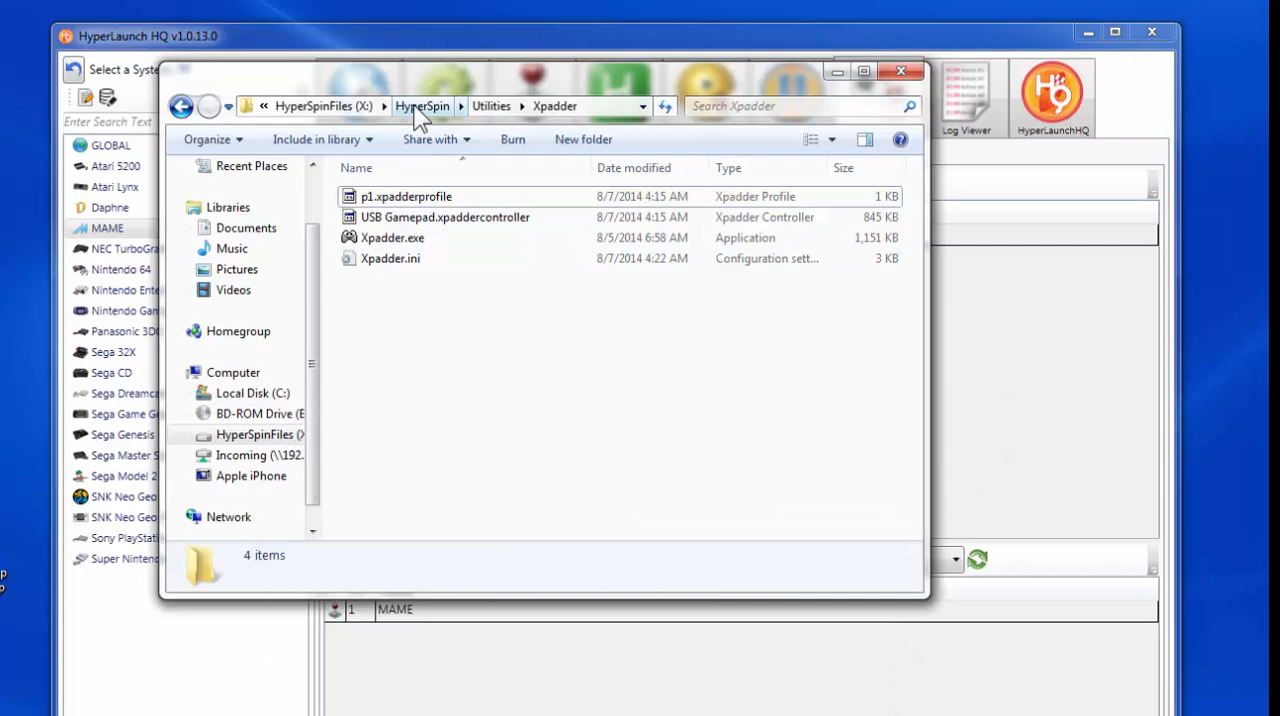 HyperLaunch HQ v1.0.13.0
Select a Syste
Log Viewer
HyperLaunchHQ
Enter Search Text
GLOBAL
Atari 5200
Atari Lynx
Daphne
MAME
NEC TurboGra
Nintendo 64
Nintendo Ente
Nintendo Gam
Panasonic 3DO
Sega 32X
Sega CD
Sega Dreamca
Sega Game Ge
Sega Genesis
Sega Master S
Sega Model 2
SNK Neo Geo
SNK Neo Geo
Sony PlayStati
Super Nintend
« HyperSpinFiles (X:) HyperSpin Utilities Xpadder
Search Xpadder
Organize Include in library Share with Burn New folder
Recent Places
Libraries
Documents
Music
Pictures
Videos
Homegroup
Computer
Local Disk (C:)
BD-ROM Drive (E
HyperSpinFiles (X
Incoming (\\192.
Apple iPhone
Network
Name Date modified Type Size
p1.xpadderprofile 8/7/2014 4:15 AM Xpadder Profile 1 KB
USB Gamepad.xpaddercontroller 8/7/2014 4:15 AM Xpadder Controller 845 KB
Xpadder.exe 8/5/2014 6:58 AM Application 1,151 KB
Xpadder.ini 8/7/2014 4:22 AM Configuration sett... 3 KB
4 items
1 MAME
p
p